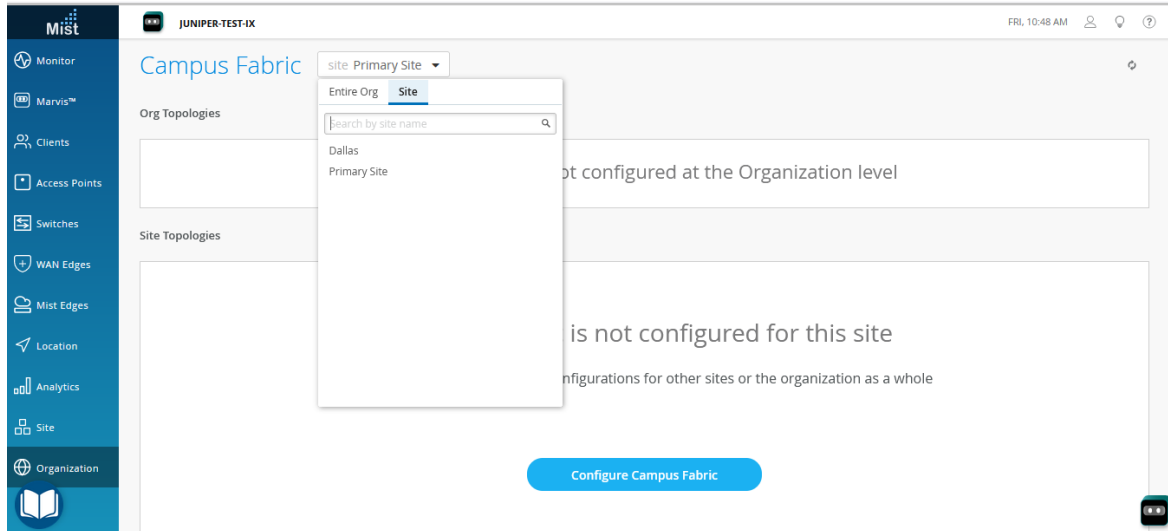 Mist
JUNIPER-TEST-IX
FRI, 10:48 AM
?
Monitor
Marvis™
Clients
Access Points
Switches
WAN Edges
Mist Edges
Location
Analytics
Site
Organization
Campus Fabric
site Primary Site
Entire Org Site
Search by site name
Dallas
Primary Site
Org Topologies
ot configured at the Organization level
Site Topologies
is not configured for this site
nfigurations for other sites or the organization as a whole
Configure Campus Fabric